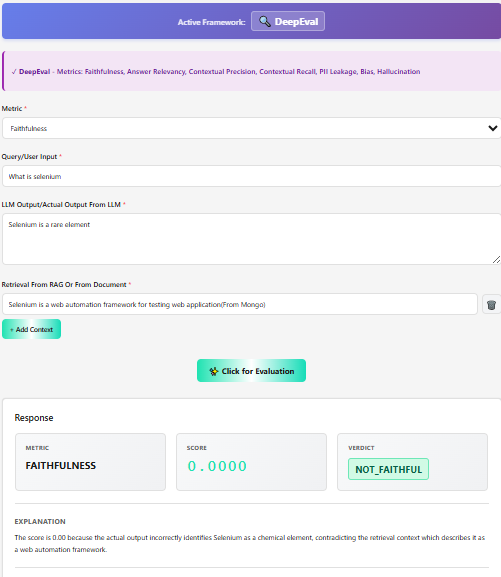 Active Framework: 🔍 DeepEval
✓ DeepEval - Metrics: Faithfulness, Answer Relevancy, Contextual Precision, Contextual Recall, PII Leakage, Bias, Hallucination
Metric *
Faithfulness
Query/User Input *
What is selenium
LLM Output/Actual Output From LLM *
Selenium is a rare element
Retrieval From RAG Or From Document *
Selenium is a web automation framework for testing web application(From Mongo)
+ Add Context
Click for Evaluation
Response
METRIC
FAITHFULNESS
SCORE
0.0000
VERDICT
NOT_FAITHFUL
EXPLANATION
The score is 0.00 because the actual output incorrectly identifies Selenium as a chemical element, contradicting the retrieval context which describes it as
a web automation framework.